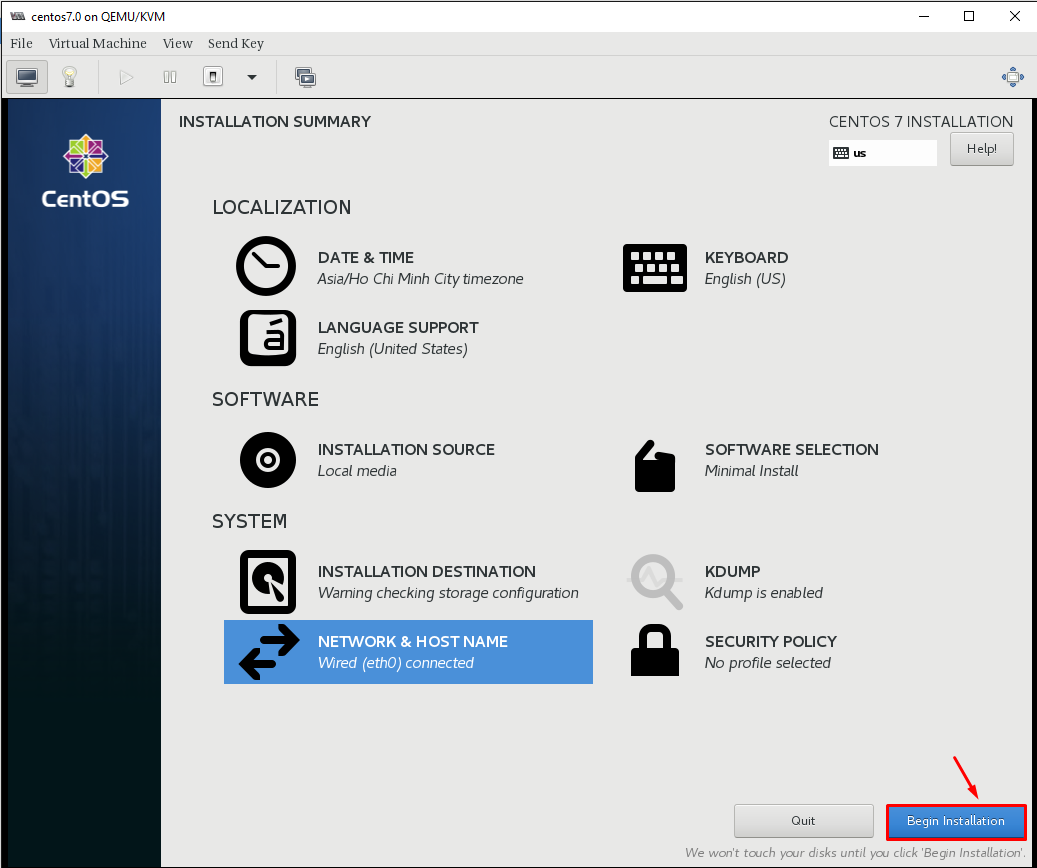 centos7.0 on QEMU/KVM
File Virtual Machine View Send Key
CentOS
INSTALLATION SUMMARY
CENTOS 7 INSTALLATION
us
Help!
LOCALIZATION
DATE & TIME
Asia/Ho Chi Minh City timezone
KEYBOARD
English (US)
á
LANGUAGE SUPPORT
English (United States)
SOFTWARE
INSTALLATION SOURCE
Local media
SOFTWARE SELECTION
Minimal Install
SYSTEM
INSTALLATION DESTINATION
Warning checking storage configuration
KDUMP
Kdump is enabled
NETWORK & HOST NAME
Wired (eth0) connected
SECURITY POLICY
No profile selected
Quit
Begin Installation
We won't touch your disks until you click 'Begin Installation'.